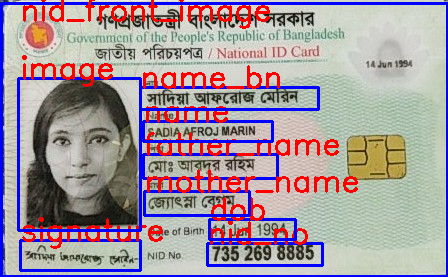 nid_front_image
গণপ্রজাতন্ত্রী বাংলাদেশ সরকার
Government of the People's Republic of Bangladesh
জাতীয় পরিচয়পত্র / National ID Card
14 Jun 1994
image
name_bn
সাদিয়া আফরোজ মেরিন
name
SADIA AFROJ MARIN
মোঃ আবদুর রহিম
mother_name
জ্যোৎস্না বেগম
dob
Date of Birth 14 Jun 1994
signature
nid_no
সাদিয়া আফরোজ মেরিন
NID No. 735 269 8885